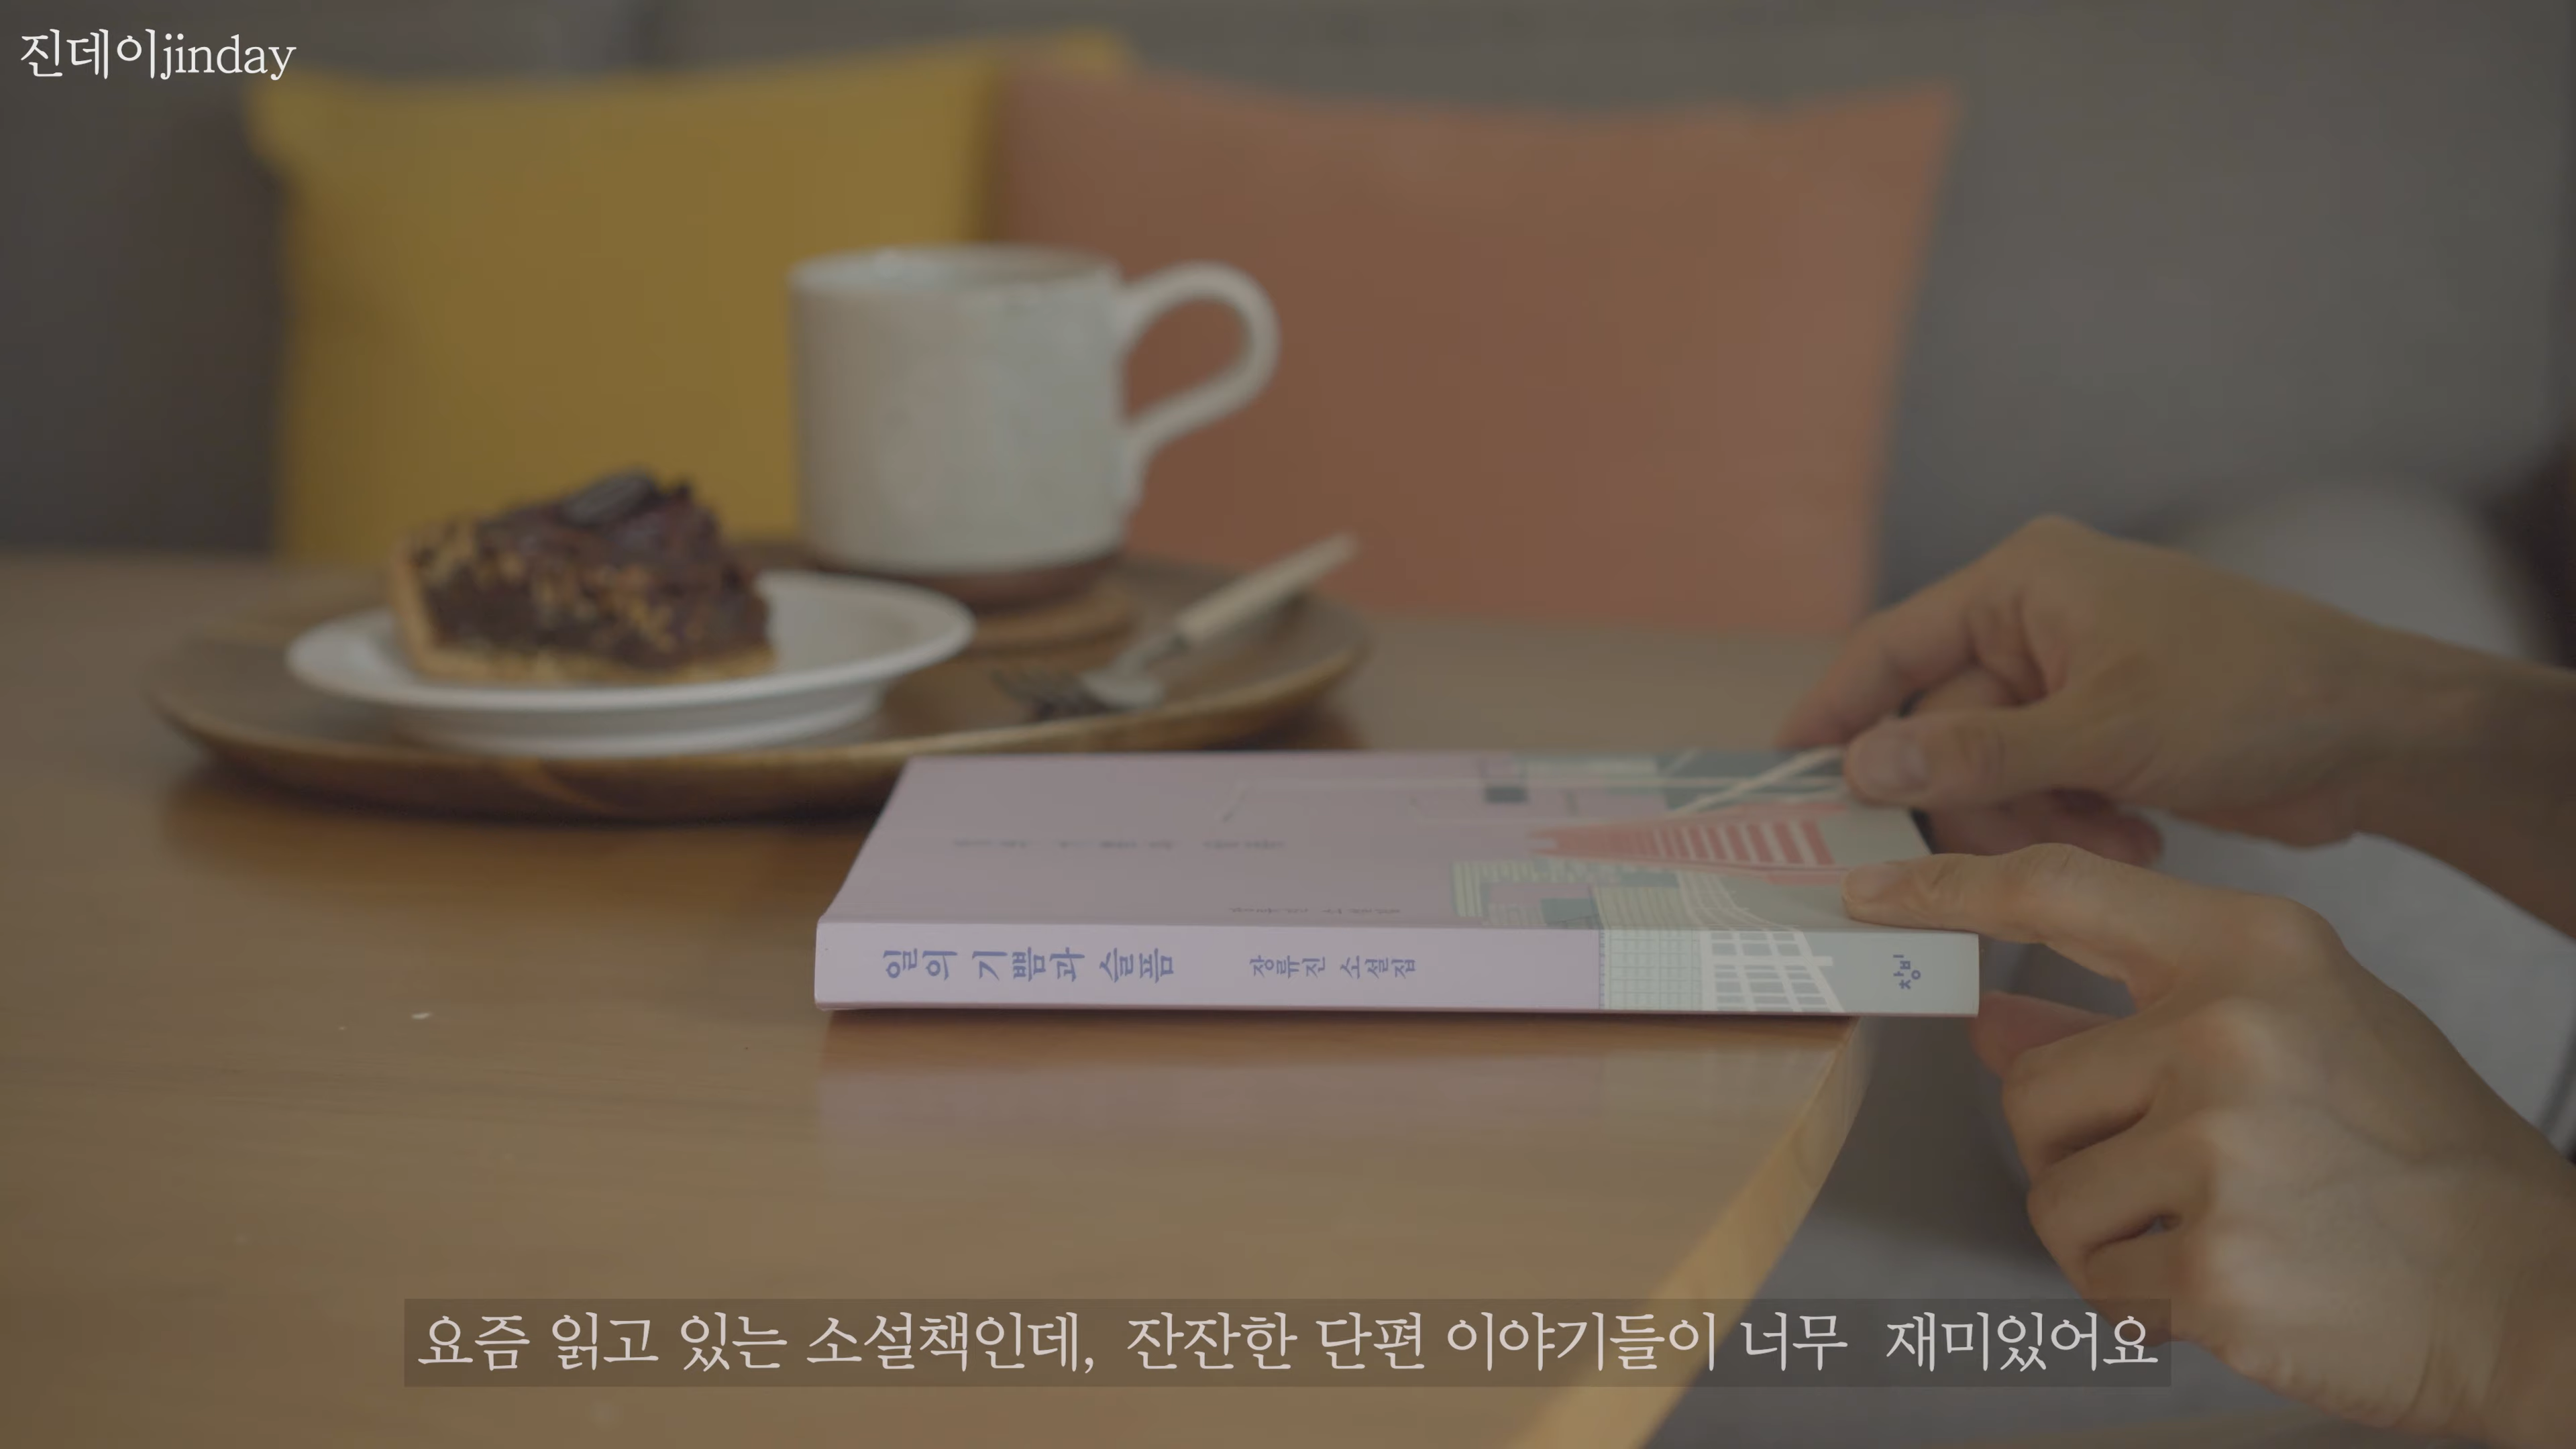 진데이jinday
일의 기쁨과 슬픔 장류진 소설집 창비
요즘 읽고 있는 소설책인데, 잔잔한 단편 이야기들이 너무 재미있어요